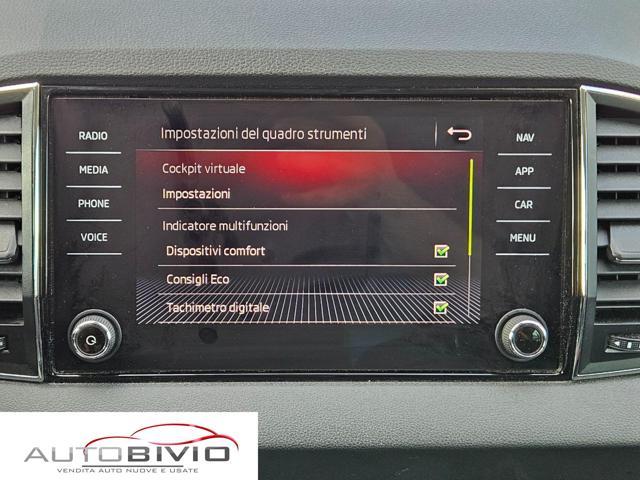 RADIO
MEDIA
PHONE
VOICE
Impostazioni del quadro strumenti
Cockpit virtuale
Impostazioni
Indicatore multifunzioni
Dispositivi comfort
Consigli Eco
Tachimetro digitale
NAV
APP
CAR
MENU
AUTOBIVIO
VENDITA AUTO NUOVE E USATE